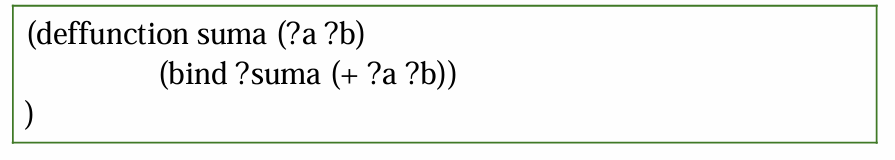 (deffunction suma (?a ?b)
(bind ?suma (+ ?a ?b))
)